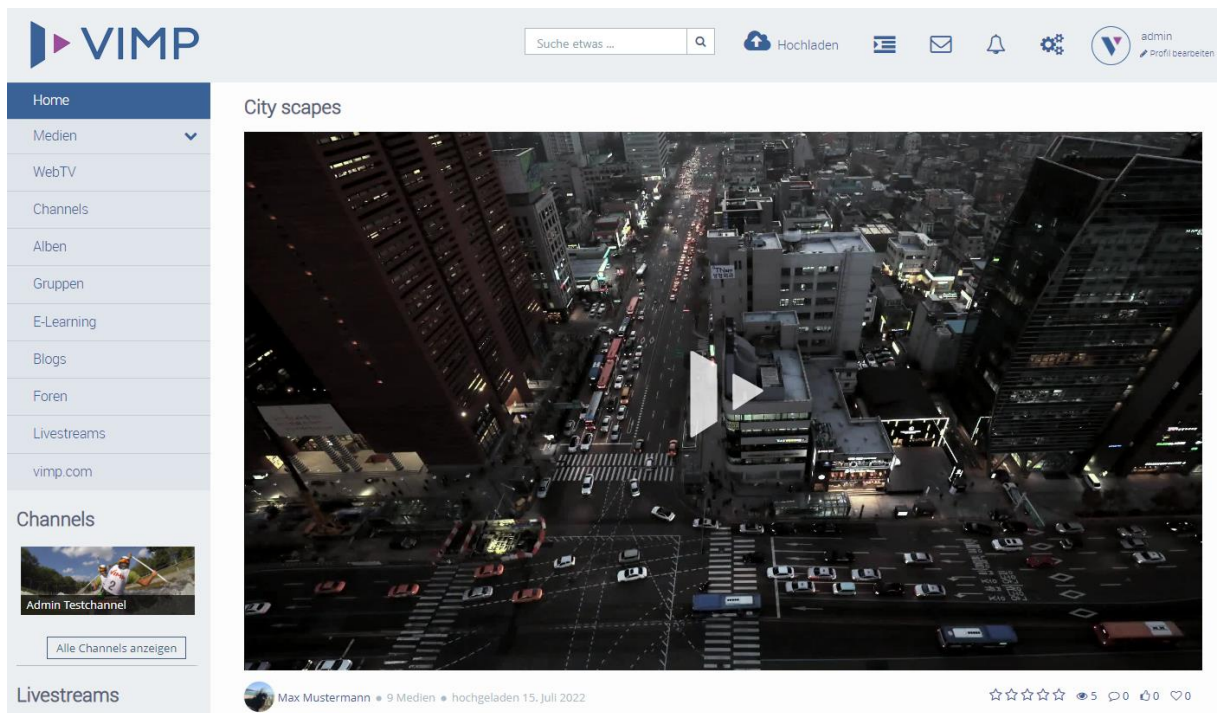 VIMP
Suche etwas ...
Hochladen
admin
Profil bearbeiten
Home
Medien
WebTV
Channels
Alben
Gruppen
E-Learning
Blogs
Foren
Livestreams
vimp.com
Channels
Admin Testchannel
Alle Channels anzeigen
Livestreams
City scapes
Max Mustermann • 9 Medien • hochgeladen 15. Juli 2022
5 0 0 0